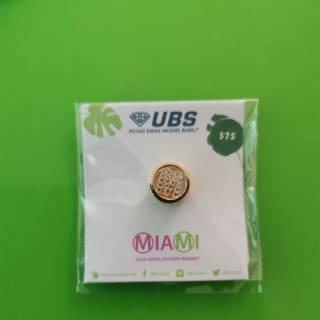 UBS
PUSAT EMAS MODEL BARU
375
MIAMI
GOLD INITIAL FASHION PENDANT